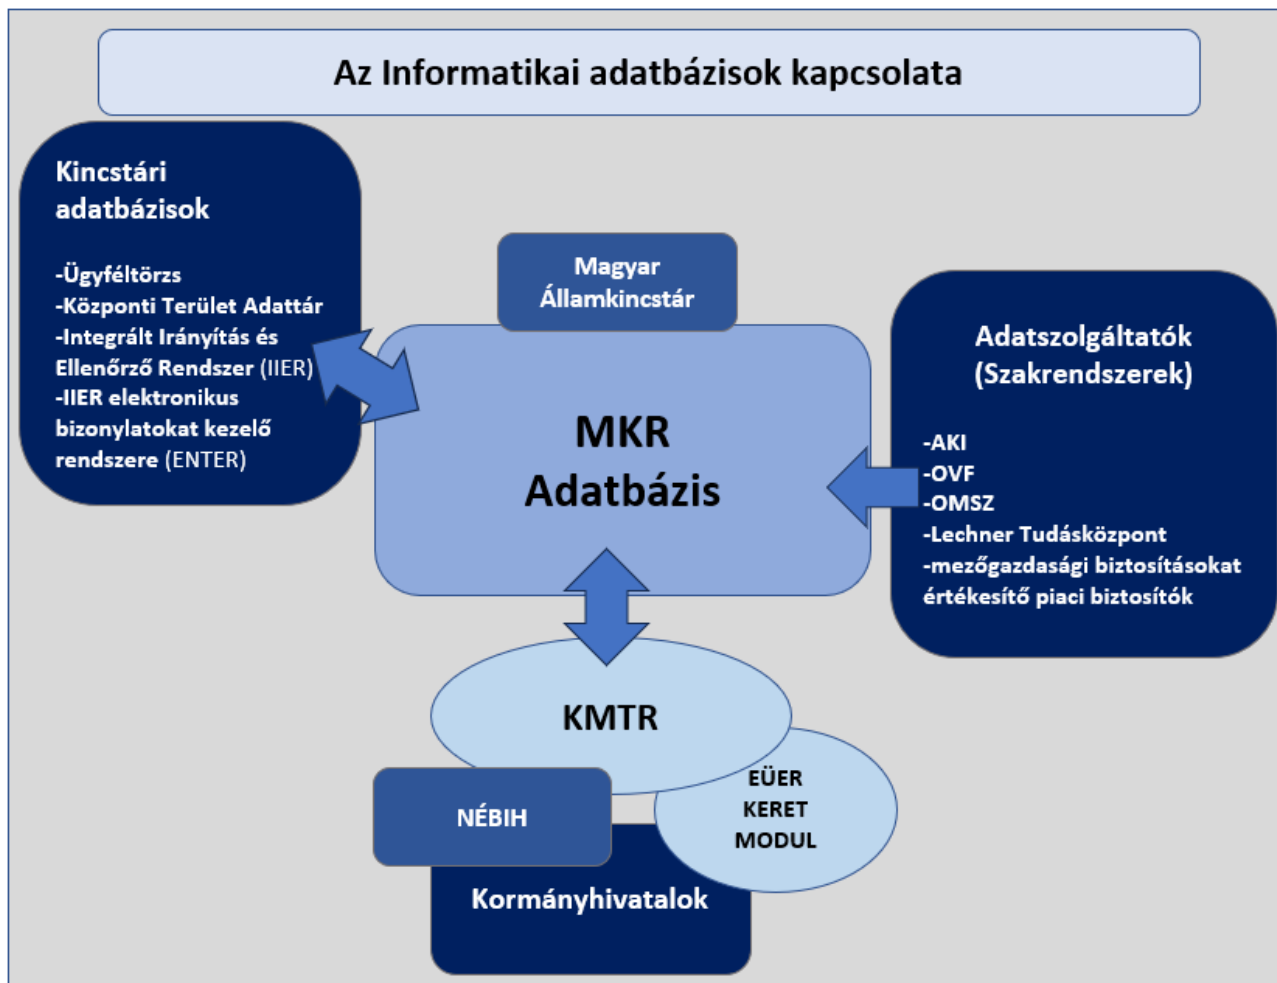 Az Informatikai adatbázisok kapcsolata
Kincstári
adatbázisok
-Ügyféltörzs
-Központi Terület Adattár
-Integrált Irányítás és
Ellenőrző Rendszer (IIER)
-IIER elektronikus
bizonylatokat kezelő
rendszere (ENTER)
Magyar
Államkincstár
MKR
Adatbázis
Adatszolgáltatók
(Szakrendszerek)
-AKI
-OVF
-OMSZ
-Lechner Tudásközpont
-mezőgazdasági biztosításokat
értékesítő piaci biztosítók
KMTR
EÜER
KERET
MODUL
NÉBIH
Kormányhivatalok